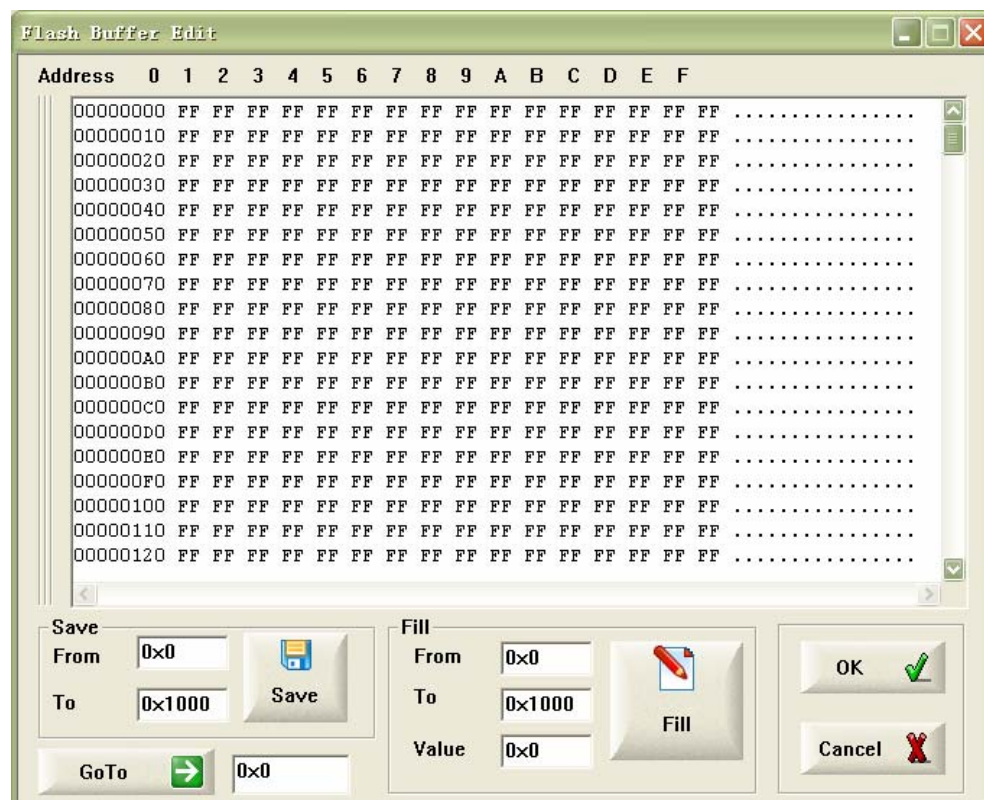 Flash Buffer Edit
Address 0 1 2 3 4 5 6 7 8 9 A B C D E F
00000000 FF FF FF FF FF FF FF FF FF FF FF FF FF FF FF FF ................
00000010 FF FF FF FF FF FF FF FF FF FF FF FF FF FF FF FF ................
00000020 FF FF FF FF FF FF FF FF FF FF FF FF FF FF FF FF ................
00000030 FF FF FF FF FF FF FF FF FF FF FF FF FF FF FF FF ................
00000040 FF FF FF FF FF FF FF FF FF FF FF FF FF FF FF FF ................
00000050 FF FF FF FF FF FF FF FF FF FF FF FF FF FF FF FF ................
00000060 FF FF FF FF FF FF FF FF FF FF FF FF FF FF FF FF ................
00000070 FF FF FF FF FF FF FF FF FF FF FF FF FF FF FF FF ................
00000080 FF FF FF FF FF FF FF FF FF FF FF FF FF FF FF FF ................
00000090 FF FF FF FF FF FF FF FF FF FF FF FF FF FF FF FF ................
000000A0 FF FF FF FF FF FF FF FF FF FF FF FF FF FF FF FF ................
000000B0 FF FF FF FF FF FF FF FF FF FF FF FF FF FF FF FF ................
000000C0 FF FF FF FF FF FF FF FF FF FF FF FF FF FF FF FF ................
000000D0 FF FF FF FF FF FF FF FF FF FF FF FF FF FF FF FF ................
000000E0 FF FF FF FF FF FF FF FF FF FF FF FF FF FF FF FF ................
000000F0 FF FF FF FF FF FF FF FF FF FF FF FF FF FF FF FF ................
00000100 FF FF FF FF FF FF FF FF FF FF FF FF FF FF FF FF ................
00000110 FF FF FF FF FF FF FF FF FF FF FF FF FF FF FF FF ................
00000120 FF FF FF FF FF FF FF FF FF FF FF FF FF FF FF FF ................
Save
From 0x0
To 0x1000
Save
GoTo 0x0
Fill
From 0x0
To 0x1000
Value 0x0
Fill
OK
Cancel